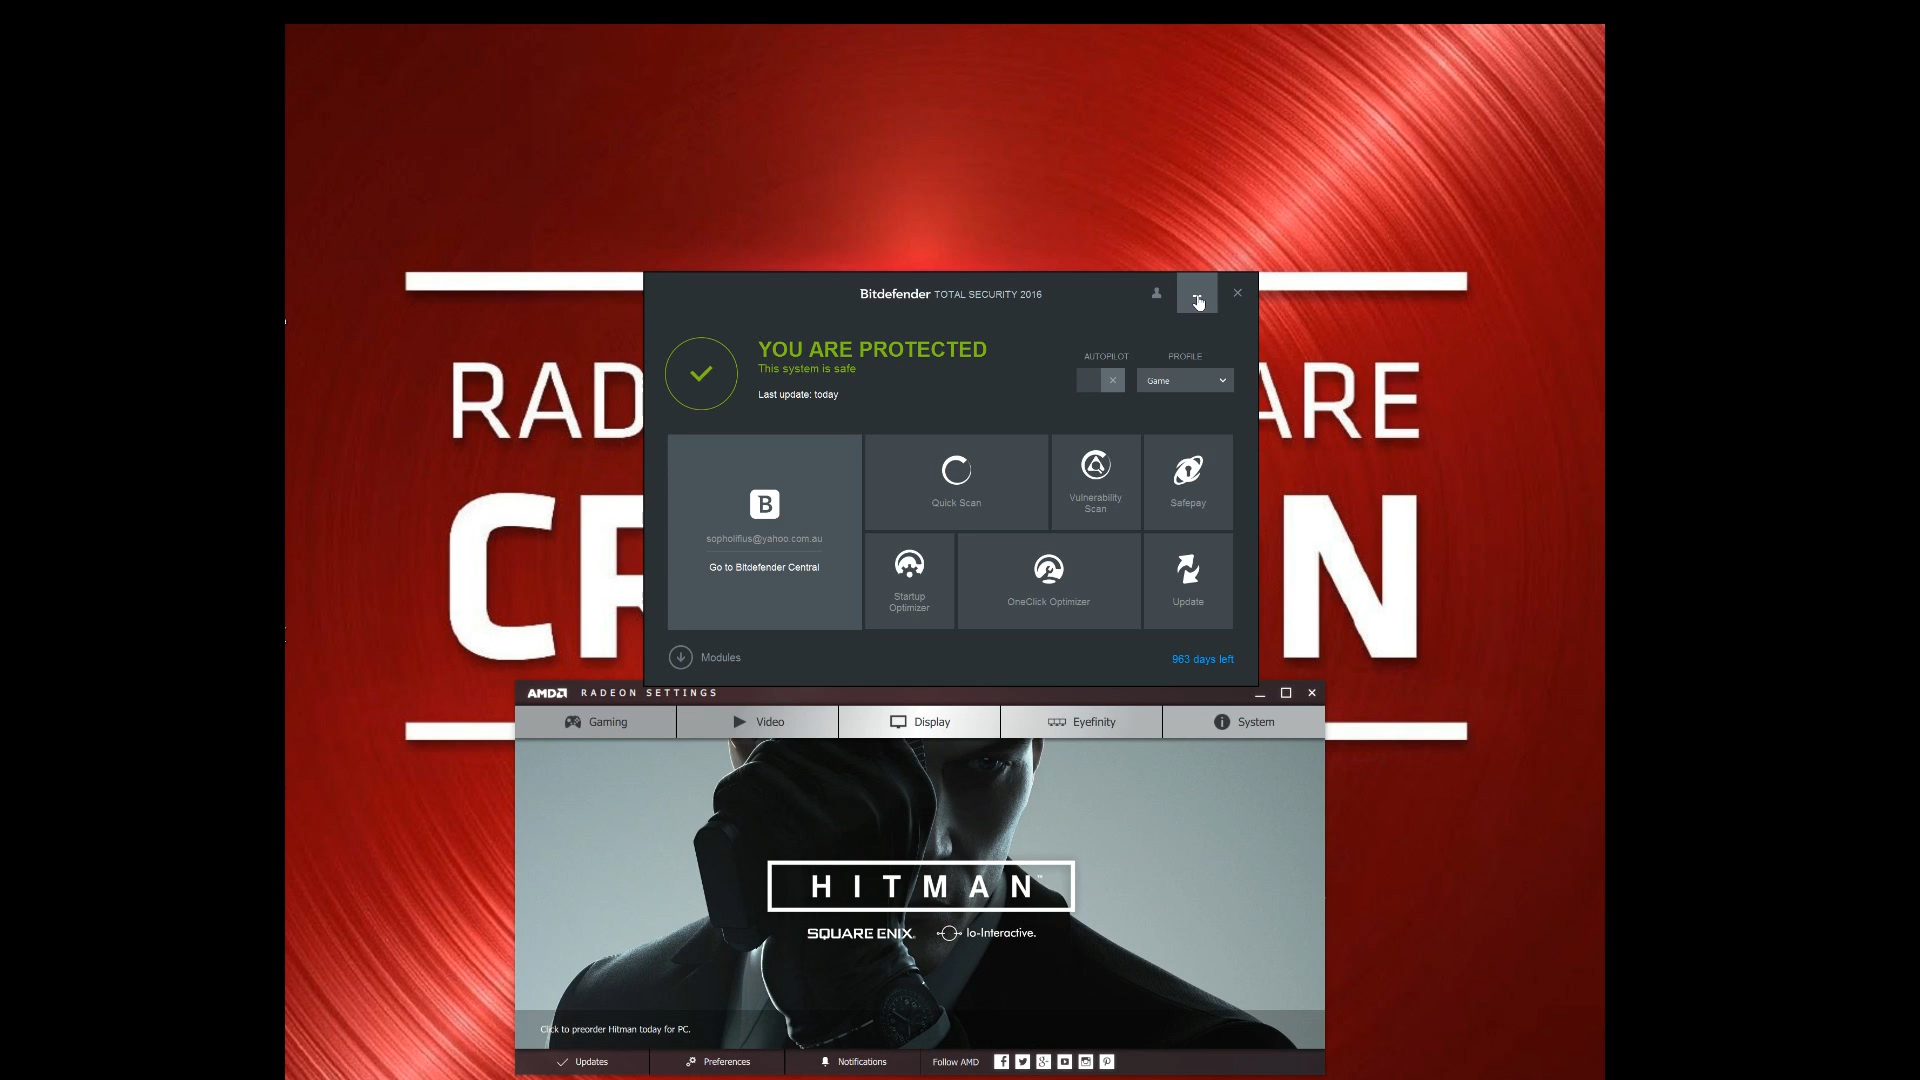 Bitdefender TOTAL SECURITY 2016
YOU ARE PROTECTED
This system is safe
Last update: today
AUTOPILOT
PROFILE
Game
RAD
ARE
CR
N
B
sopholifius@yahoo.com.au
Go to Bitdefender Central
Quick Scan
Vulnerability
Scan
Safepay
Startup
Optimizer
OneClick Optimizer
Update
Modules
963 days left
AMD RADEON SETTINGS
Gaming
Video
Display
Eyefinity
System
HITMAN™
SQUARE ENIX.
Io-Interactive.
Click to preorder Hitman today for PC.
Updates
Preferences
Notifications
Follow AMD